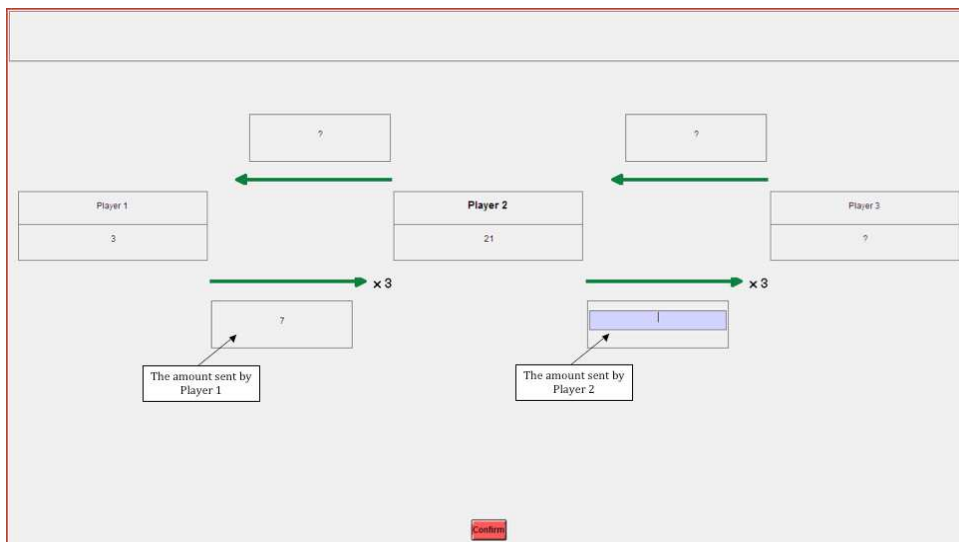 ?
?
Player 1
Player 2
Player 3
3
21
?
x 3
x 3
7
The amount sent by
Player 1
The amount sent by
Player 2
Confirm